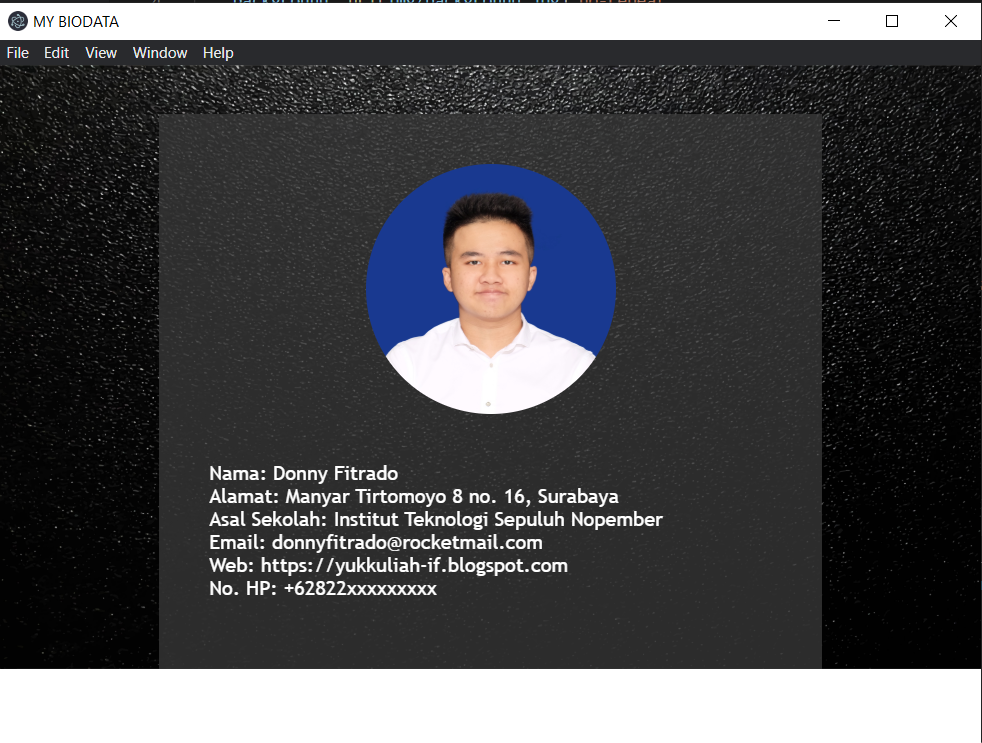 MY BIODATA
File Edit View Window Help
Nama: Donny Fitrado
Alamat: Manyar Tirtomoyo 8 no. 16, Surabaya
Asal Sekolah: Institut Teknologi Sepuluh Nopember
Email: donnyfitrado@rocketmail.com
Web: https://yukkuliah-if.blogspot.com
No. HP: +62822xxxxxxxxx